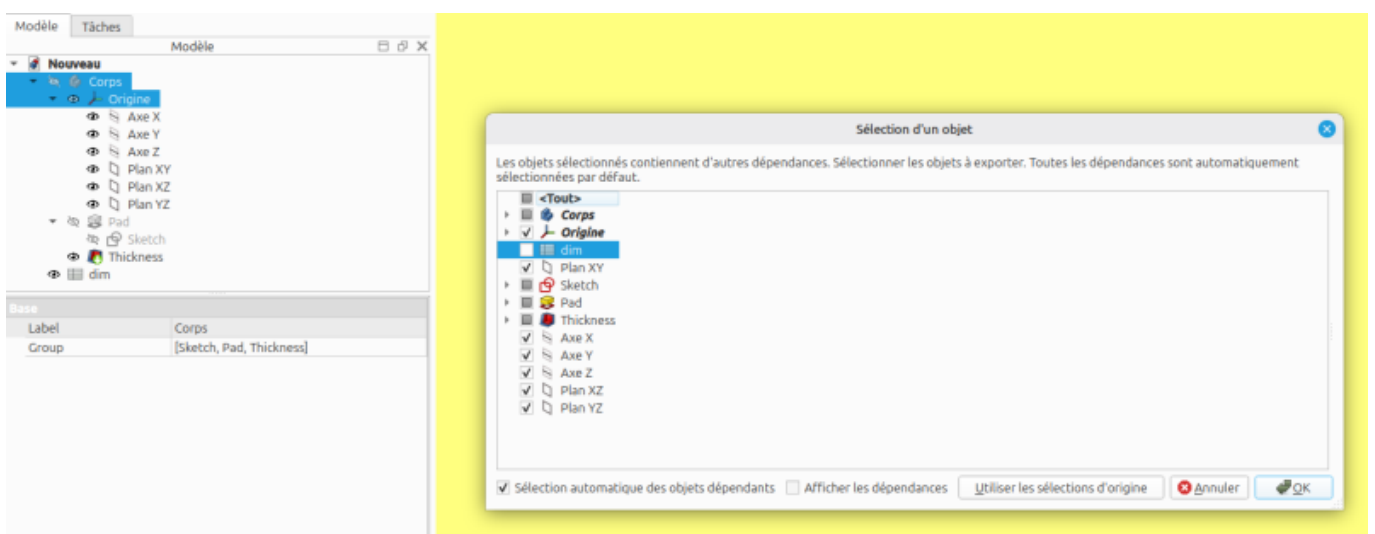 Modèle Tâches
Modèle
Nouveau
Corps
Origine
Axe X
Axe Y
Axe Z
Plan XY
Plan XZ
Plan YZ
Pad
Sketch
Thickness
dim
Base
Label Corps
Group [Sketch, Pad, Thickness]
Sélection d'un objet
Les objets sélectionnés contiennent d'autres dépendances. Sélectionner les objets à exporter. Toutes les dépendances sont automatiquement
sélectionnées par défaut.
<Tout>
Corps
Origine
dim
Plan XY
Sketch
Pad
Thickness
Axe X
Axe Y
Axe Z
Plan XZ
Plan YZ
Sélection automatique des objets dépendants Afficher les dépendances Utiliser les sélections d'origine Annuler OK